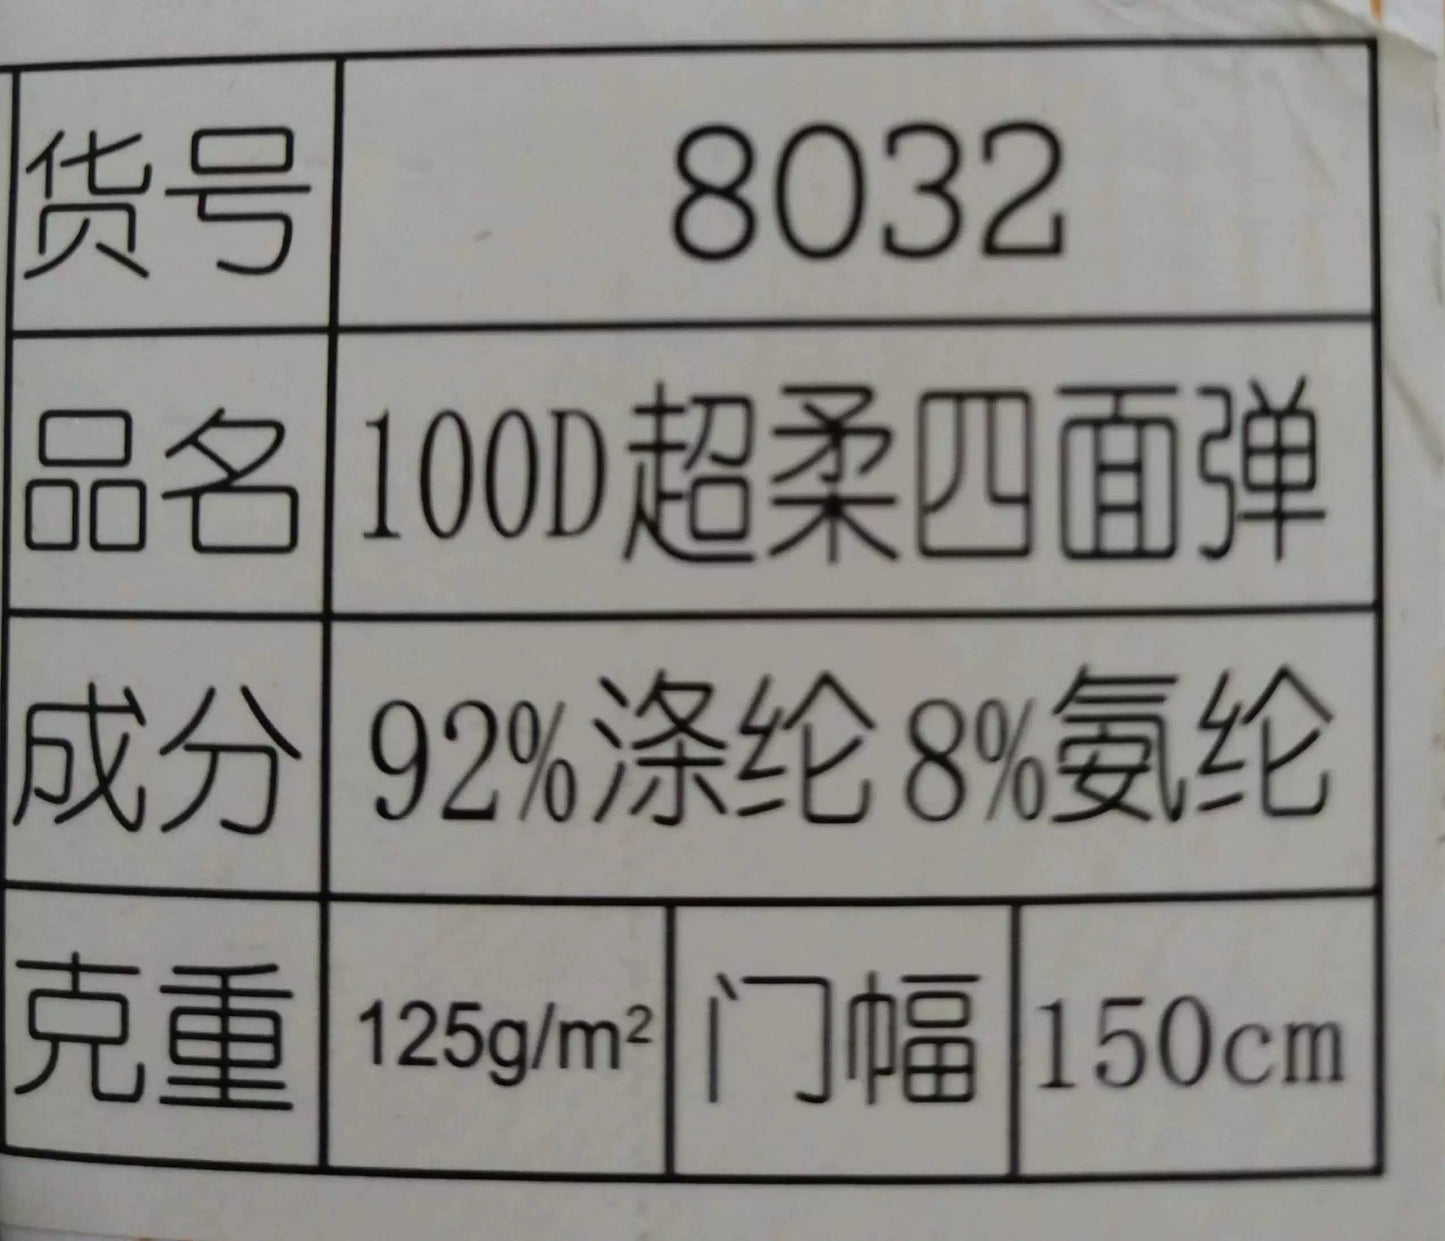 货号 8032
品名 100D超柔四面弹
成分 92%涤纶 8%氨纶
克重 125g/m² 门幅 150cm